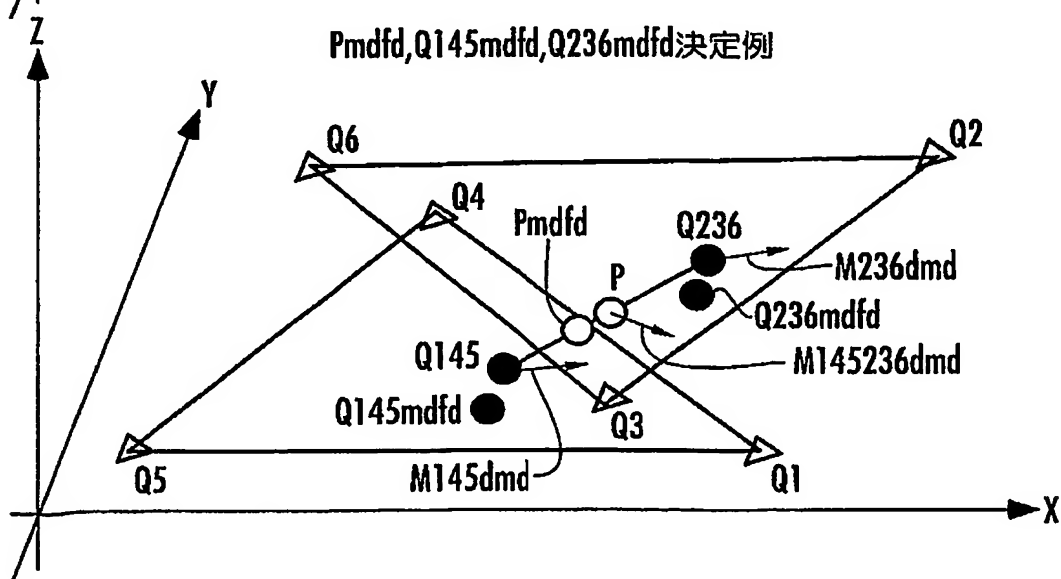 Z
Pmdfd,Q145mdfd,Q236mdfd決定例
Y
Q6
Q2
Q4
Pmdfd
Q236
P
M236dmd
Q236mdfd
Q145
M145236dmd
Q145mdfd
Q3
M145dmd
Q5
Q1
X